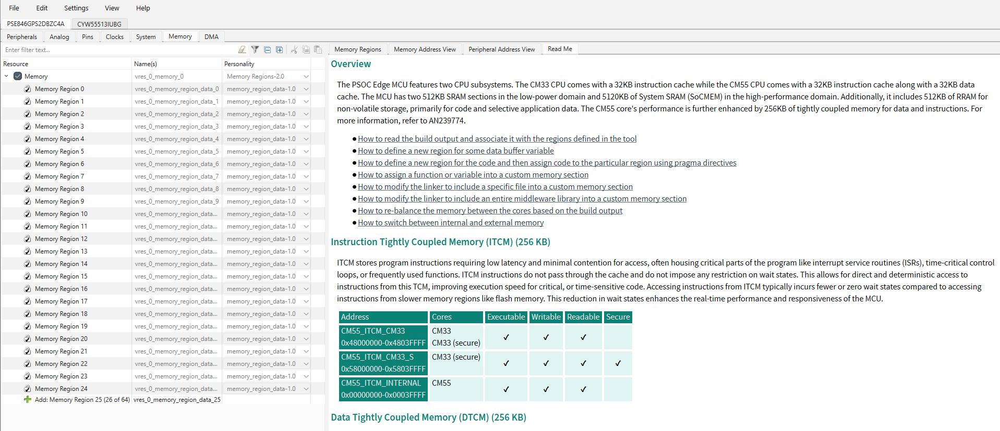 File Edit Settings View Help
PSE846GPS2DBZC4A CYW55513IUBG
Peripherals Analog Pins Clocks System Memory DMA
Enter filter text...
Resource Name(s) Personality
Memory vres_0_memory_0 Memory Regions-2.0
Memory Region 0 vres_0_memory_region_data_0 memory_region_data-1.0
Memory Region 1 vres_0_memory_region_data_1 memory_region_data-1.0
Memory Region 2 vres_0_memory_region_data_2 memory_region_data-1.0
Memory Region 3 vres_0_memory_region_data_3 memory_region_data-1.0
Memory Region 4 vres_0_memory_region_data_4 memory_region_data-1.0
Memory Region 5 vres_0_memory_region_data_5 memory_region_data-1.0
Memory Region 6 vres_0_memory_region_data_6 memory_region_data-1.0
Memory Region 7 vres_0_memory_region_data_7 memory_region_data-1.0
Memory Region 8 vres_0_memory_region_data_8 memory_region_data-1.0
Memory Region 9 vres_0_memory_region_data_9 memory_region_data-1.0
Memory Region 10 vres_0_memory_region_data... memory_region_data-1.0
Memory Region 11 vres_0_memory_region_data... memory_region_data-1.0
Memory Region 12 vres_0_memory_region_data... memory_region_data-1.0
Memory Region 13 vres_0_memory_region_data... memory_region_data-1.0
Memory Region 14 vres_0_memory_region_data... memory_region_data-1.0
Memory Region 15 vres_0_memory_region_data... memory_region_data-1.0
Memory Region 16 vres_0_memory_region_data... memory_region_data-1.0
Memory Region 17 vres_0_memory_region_data... memory_region_data-1.0
Memory Region 18 vres_0_memory_region_data... memory_region_data-1.0
Memory Region 19 vres_0_memory_region_data... memory_region_data-1.0
Memory Region 20 vres_0_memory_region_data... memory_region_data-1.0
Memory Region 21 vres_0_memory_region_data... memory_region_data-1.0
Memory Region 22 vres_0_memory_region_data... memory_region_data-1.0
Memory Region 23 vres_0_memory_region_data... memory_region_data-1.0
Memory Region 24 vres_0_memory_region_data... memory_region_data-1.0
Add: Memory Region 25 (26 of 64) vres_0_memory_region_data_25
Memory Regions Memory Address View Peripheral Address View Read Me
Overview
The PSOC Edge MCU features two CPU subsystems. The CM33 CPU comes with a 32KB instruction cache while the CM55 CPU comes with a 32KB instruction cache along with a 32KB data
cache. The MCU has two 512KB SRAM sections in the low-power domain and 5120KB of System SRAM (SoCMEM) in the high-performance domain. Additionally, it includes 512KB of RRAM for
non-volatile storage, primarily for code and selective application data. The CM55 core's performance is further enhanced by 256KB of tightly coupled memory for data and instructions. For
more information, refer to AN239774.
● How to read the build output and associate it with the regions defined in the tool
● How to define a new region for some data buffer variable
● How to define a new region for the code and then assign code to the particular region using pragma directives
● How to assign a function or variable into a custom memory section
● How to modify the linker to include a specific file into a custom memory section
● How to modify the linker to include an entire middleware library into a custom memory section
● How to re-balance the memory between the cores based on the build output
● How to switch between internal and external memory
Instruction Tightly Coupled Memory (ITCM) (256 KB)
ITCM stores program instructions requiring low latency and minimal contention for access, often housing critical parts of the program like interrupt service routines (ISRs), time-critical control
loops, or frequently used functions. ITCM instructions do not pass through the cache and do not impose any restriction on wait states. This allows for direct and deterministic access to
instructions from this TCM, improving execution speed for critical, or time-sensitive code. Accessing instructions from ITCM typically incurs fewer or zero wait states compared to accessing
instructions from slower memory regions like flash memory. This reduction in wait states enhances the real-time performance and responsiveness of the MCU.
Address Cores Executable Writable Readable Secure
CM55_ITCM_CM33 CM33
0x48000000-0x4803FFFF CM33 (secure) ✓ ✓ ✓
CM55_ITCM_CM33_S CM33 (secure)
0x58000000-0x5803FFFF ✓ ✓ ✓ ✓
CM55_ITCM_INTERNAL CM55
0x00000000-0x0003FFFF ✓ ✓ ✓
Data Tightly Coupled Memory (DTCM) (256 KB)